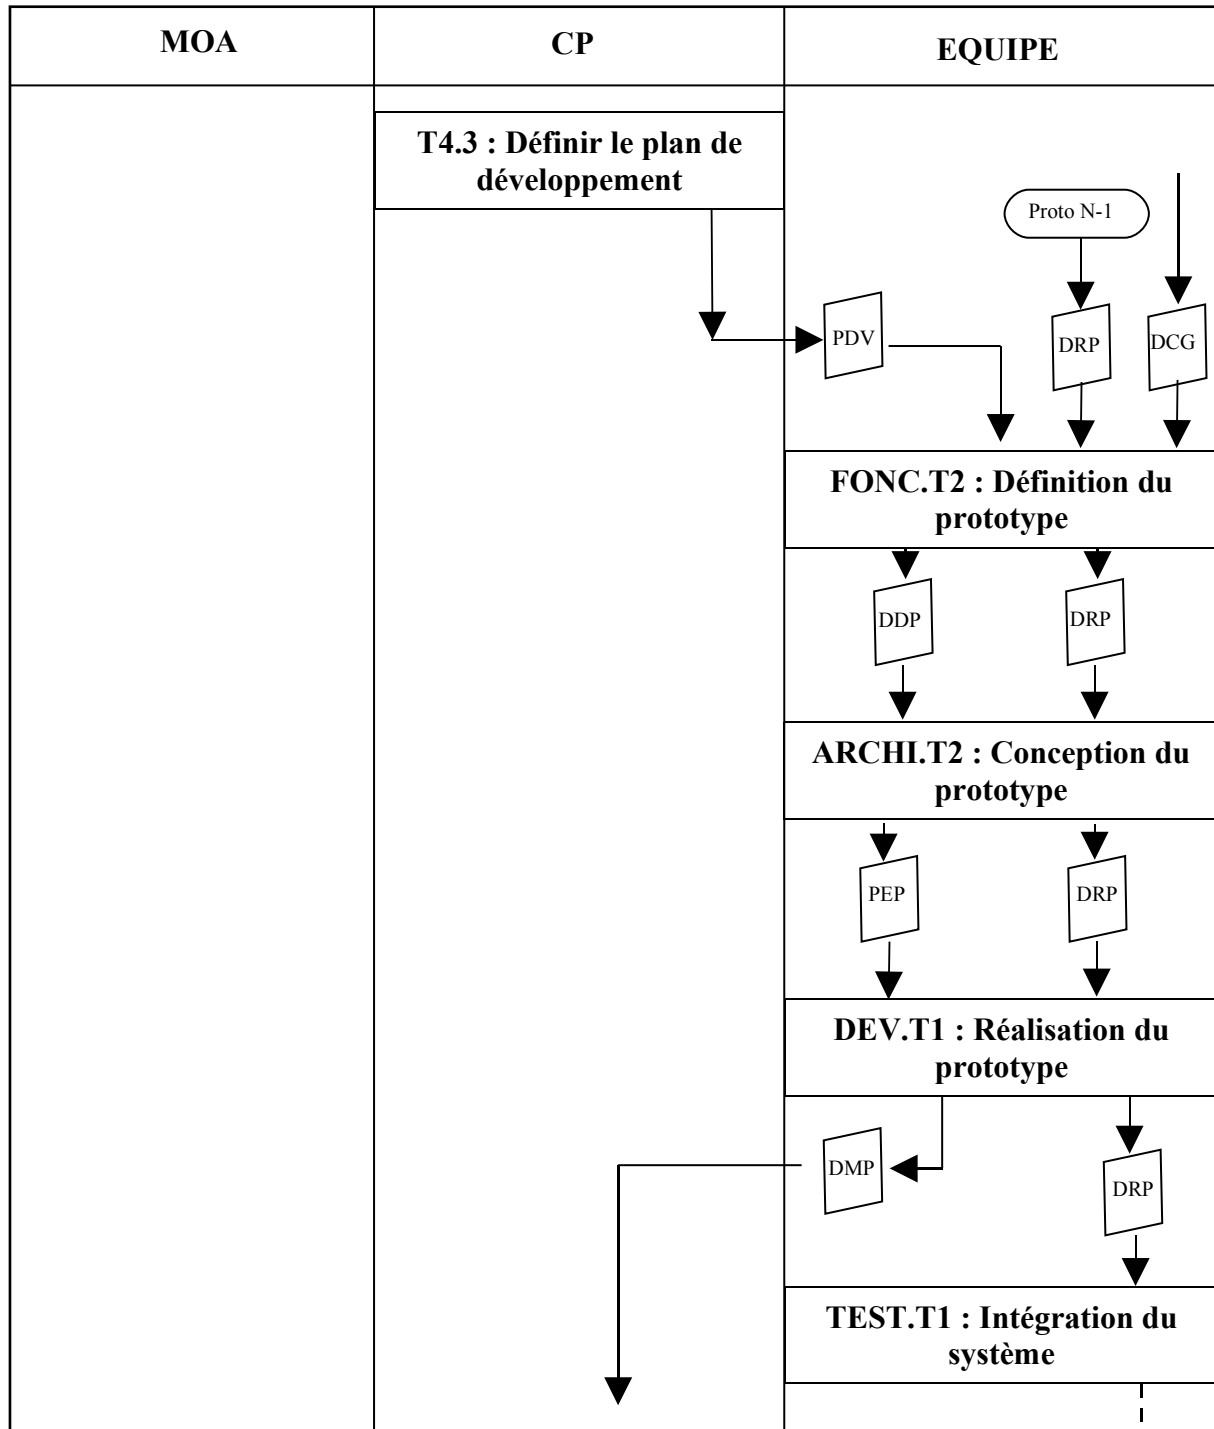 MOA
CP
EQUIPE
T4.3 : Définir le plan de
développement
Proto N-1
PDV
DRP
DCG
FONC.T2 : Définition du
prototype
DDP
DRP
ARCHI.T2 : Conception du
prototype
PEP
DRP
DEV.T1 : Réalisation du
prototype
DMP
DRP
TEST.T1 : Intégration du
système